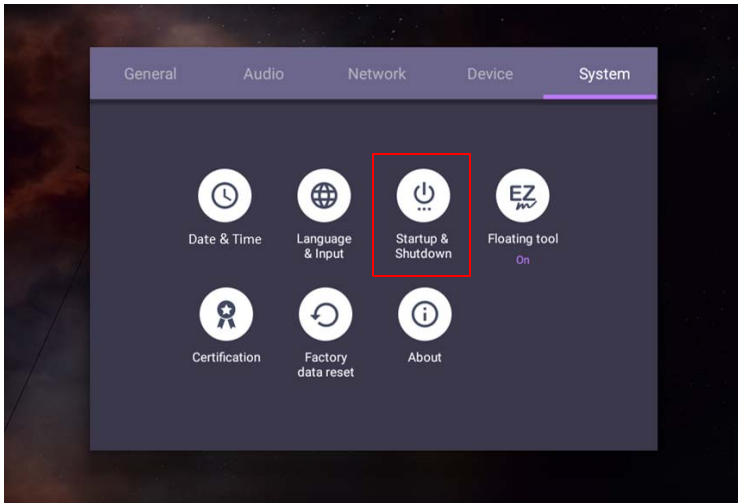 General Audio Network Device System
Date & Time
Language
& Input
Startup &
Shutdown
EZ
m
Floating tool
On
Certification
Factory
data reset
About